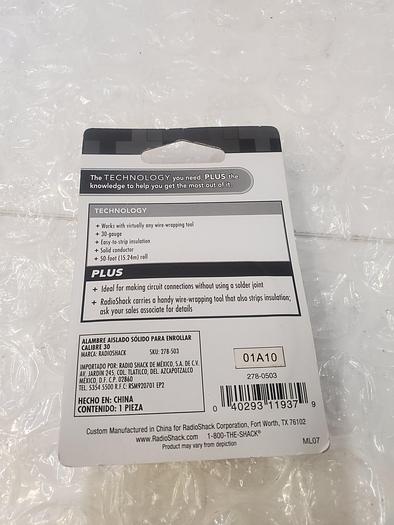 The TECHNOLOGY you need. PLUS the
knowledge to help you get the most out of it.
TECHNOLOGY
+ Works with virtually any wire-wrapping tool
+ 30-gauge
+ Easy-to strip insulation
+ Solid conductor
+ 50-foot (15.24m) roll
PLUS
+ Ideal for making circuit connections without using a solder joint
+ RadioShack carries a handy wire-wrapping tool that also strips insulation;
ask your sales associate for details
ALAMBRE AISLADO SÓLIDO PARA ENROLLAR
CALIBRE 30
MARCA: RADIOSHACK SKU: 278-503
IMPORTADO POR: RADIO SHACK DE MÉXICO, S.A. DE C.V.
AV. JARDÍN 245, COL. TLATILCO, DEL. AZCAPOTZALCO
MÉXICO, D.F. C.P. 02860
TEL. 5354 5500 R.F.C: RSM920701 EP2
HECHO EN: CHINA
CONTENIDO: 1 PIEZA
01A10
278-0503
0 40293 11937 9
Custom Manufactured in China for RadioShack Corporation, Fort Worth, TX 76102
www.RadioShack.com 1-800-THE-SHACK®
Product may vary from depiction
ML07